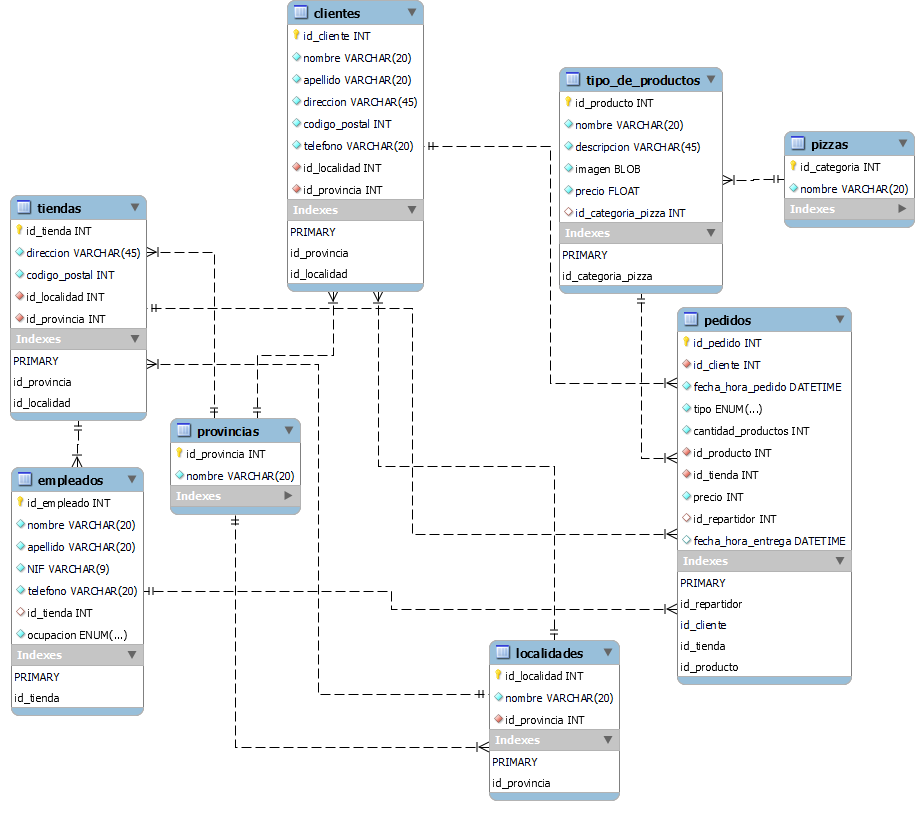 clientes
id_cliente INT
nombre VARCHAR(20)
apellido VARCHAR(20)
direccion VARCHAR(45)
codigo_postal INT
telefono VARCHAR(20)
id_localidad INT
id_provincia INT
Indexes
PRIMARY
id_provincia
id_localidad
tipo_de_productos
id_producto INT
nombre VARCHAR(20)
descripcion VARCHAR(45)
imagen BLOB
precio FLOAT
id_categoria_pizza INT
Indexes
PRIMARY
id_categoria_pizza
pizzas
id_categoria INT
nombre VARCHAR(20)
Indexes
tiendas
id_tienda INT
direccion VARCHAR(45)
codigo_postal INT
id_localidad INT
id_provincia INT
Indexes
PRIMARY
id_provincia
id_localidad
pedidos
id_pedido INT
id_cliente INT
fecha_hora_pedido DATETIME
tipo ENUM(...)
cantidad_productos INT
id_producto INT
id_tienda INT
precio INT
id_repartidor INT
fecha_hora_entrega DATETIME
Indexes
PRIMARY
id_repartidor
id_cliente
id_tienda
id_producto
provincias
id_provincia INT
nombre VARCHAR(20)
Indexes
empleados
id_empleado INT
nombre VARCHAR(20)
apellido VARCHAR(20)
NIF VARCHAR(9)
telefono VARCHAR(20)
id_tienda INT
ocupacion ENUM(...)
Indexes
PRIMARY
id_tienda
localidades
id_localidad INT
nombre VARCHAR(20)
id_provincia INT
Indexes
PRIMARY
id_provincia